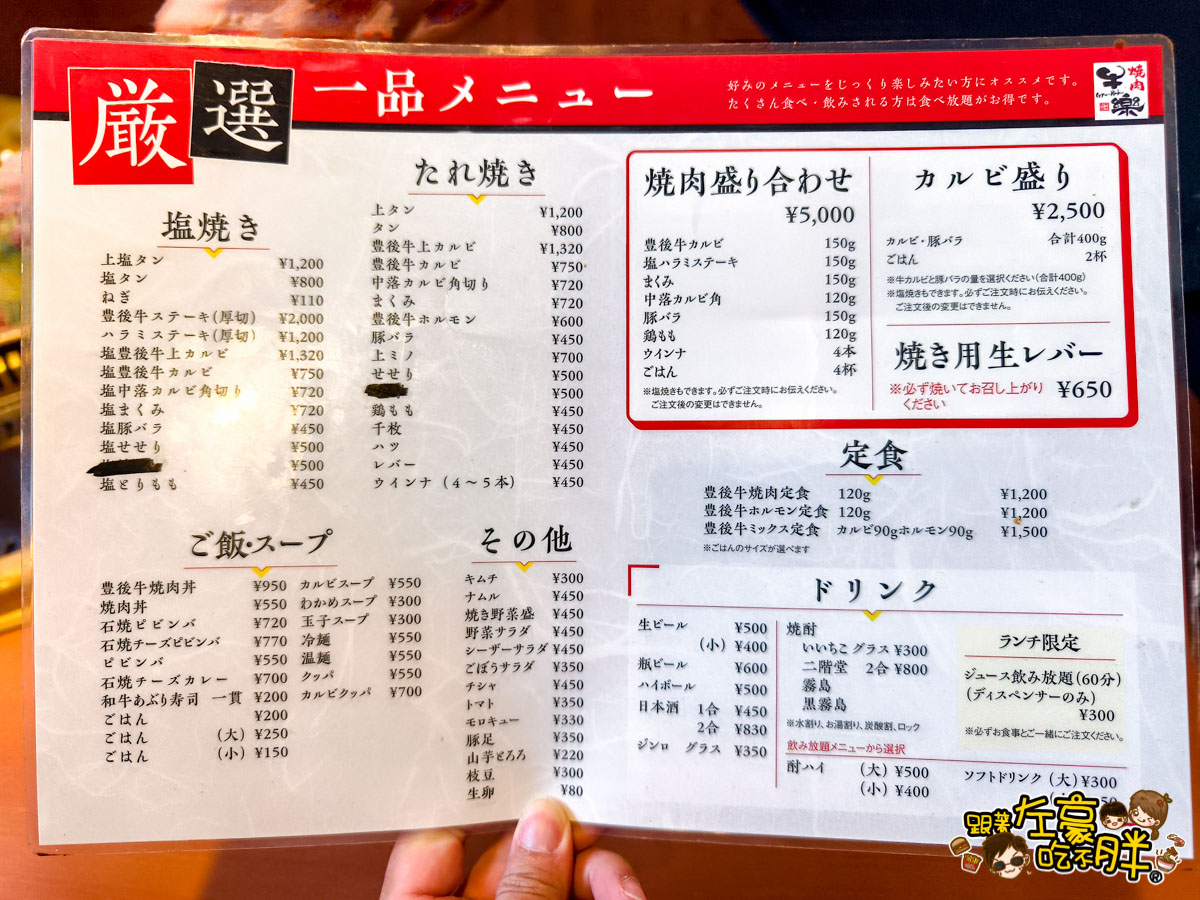 厳選 一品メニュー
好みのメニューをじっくり楽しみたい方にオススメです。
たくさん食べ・飲みされる方は食べ放題がお得です。
焼肉
牛楽
塩焼き
上塩タン ¥1,200
塩タン ¥800
ねぎ ¥110
豊後牛ステーキ(厚切) ¥2,000
ハラミステーキ(厚切) ¥1,200
塩豊後牛上カルビ ¥1,320
塩豊後牛カルビ ¥750
塩中落カルビ角切り ¥720
塩まくみ ¥720
塩豚バラ ¥450
塩せせり ¥500
¥500
塩とりもも ¥450
たれ焼き
上タン ¥1,200
タン ¥800
豊後牛上カルビ ¥1,320
豊後牛カルビ ¥750
中落カルビ角切り ¥720
まくみ ¥720
豊後牛ホルモン ¥600
豚バラ ¥450
上ミノ ¥700
せせり ¥500
¥500
鶏もも ¥450
千枚 ¥450
ハツ ¥450
レバー ¥450
ウインナ(4〜5本) ¥450
焼肉盛り合わせ
¥5,000
豊後牛カルビ 150g
塩ハラミステーキ 150g
まくみ 150g
中落カルビ角 120g
豚バラ 150g
鶏もも 120g
ウインナ 4本
ごはん 4杯
※塩焼きもできます。必ずご注文時にお伝えください。
ご注文後の変更はできません。
カルビ盛り
¥2,500
カルビ・豚バラ 合計400g
ごはん 2杯
※牛カルビと豚バラの量を選択ください(合計400g)
※塩焼きもできます。必ずご注文時にお伝えください。
ご注文後の変更はできません。
焼き用生レバー
※必ず焼いてお召し上がり
ください ¥650
定食
豊後牛焼肉定食 120g ¥1,200
豊後牛ホルモン定食 120g ¥1,200
豊後牛ミックス定食 カルビ90gホルモン90g ¥1,500
※ごはんのサイズが選べます
ご飯・スープ
豊後牛焼肉丼 ¥950
焼肉丼 ¥550
石焼ビビンバ ¥720
石焼チーズビビンバ ¥770
ビビンバ ¥550
石焼チーズカレー ¥700
和牛あぶり寿司 一貫 ¥200
ごはん ¥200
ごはん (大) ¥250
ごはん (小) ¥150
カルビスープ ¥550
わかめスープ ¥300
玉子スープ ¥300
冷麺 ¥550
温麺 ¥550
クッパ ¥550
カルビクッパ ¥700
その他
キムチ ¥300
ナムル ¥450
焼き野菜盛 ¥450
野菜サラダ ¥450
シーザーサラダ ¥450
ごぼうサラダ ¥350
チシャ ¥450
トマト ¥350
モロキュー ¥330
豚足 ¥350
山芋とろろ ¥220
枝豆 ¥300
生卵 ¥80
ドリンク
生ビール ¥500
(小) ¥400
瓶ビール ¥600
ハイボール ¥500
日本酒 1合 ¥450
2合 ¥830
ジンロ グラス ¥350
焼酎
いいちこ グラス ¥300
二階堂 2合 ¥800
霧島
黒霧島
※水割り、お湯割り、炭酸割、ロック
飲み放題メニューから選択
酎ハイ (大) ¥500
(小) ¥400
ランチ限定
ジュース飲み放題(60分)
(ディスペンサーのみ)
¥300
※必ずお食事とご一緒にご注文ください。
ソフトドリンク (大) ¥300
跟著左豪吃不胖®